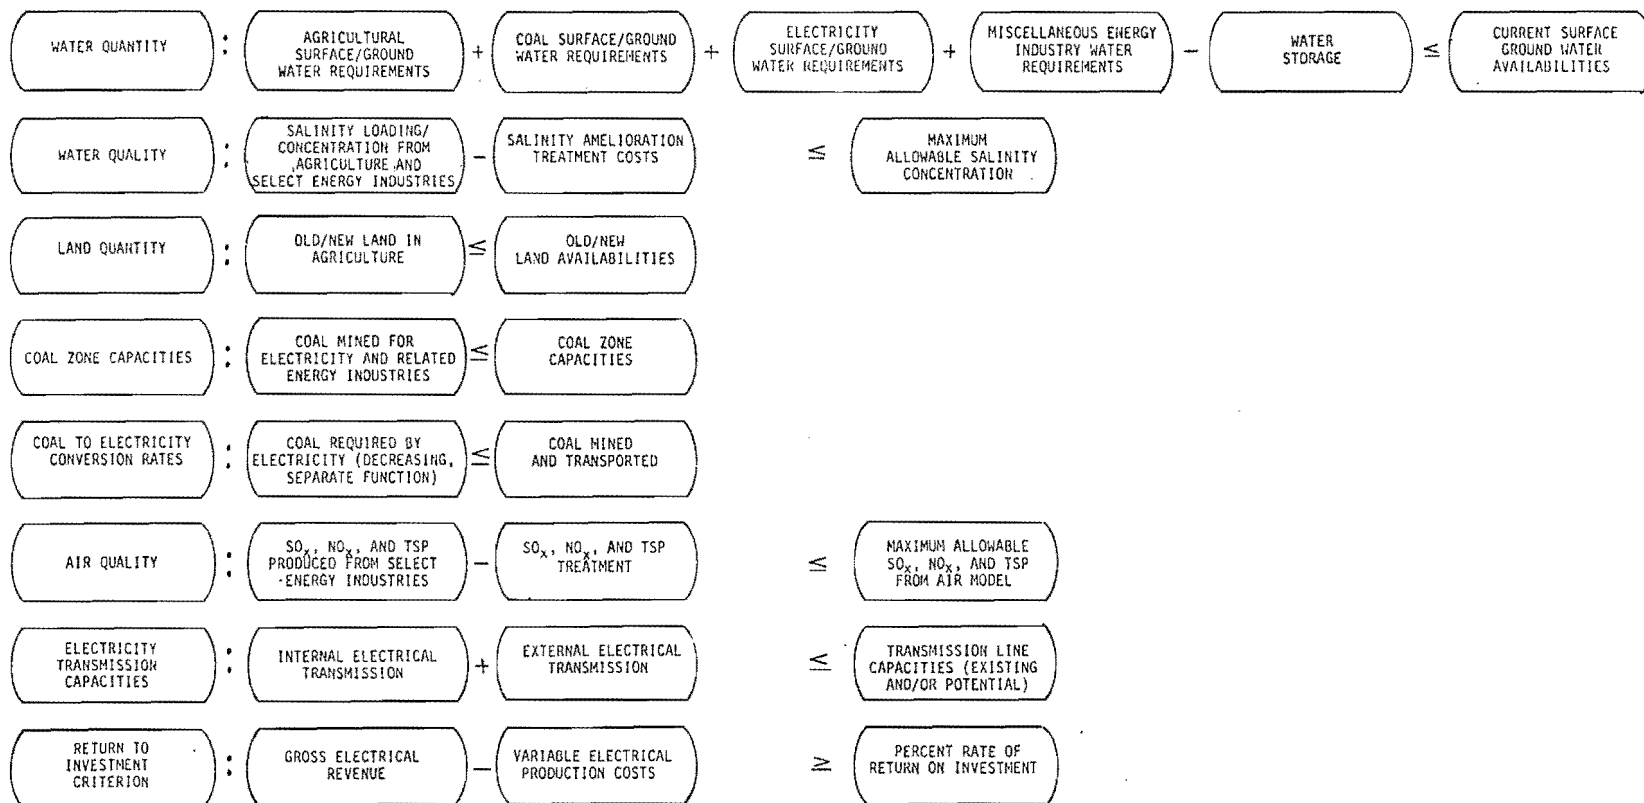 WATER QUANTITY
:
AGRICULTURAL
SURFACE/GROUND
WATER REQUIREMENTS
+
COAL SURFACE/GROUND
WATER REQUIREMENTS
+
ELECTRICITY
SURFACE/GROUND
WATER REQUIREMENTS
+
MISCELLANEOUS ENERGY
INDUSTRY WATER
REQUIREMENTS
−
WATER
STORAGE
≤
CURRENT SURFACE
GROUND WATER
AVAILABILITIES
WATER QUALITY
:
SALINITY LOADING/
CONCENTRATION FROM
AGRICULTURE AND
SELECT ENERGY INDUSTRIES
−
SALINITY AMELIORATION
TREATMENT COSTS
≤
MAXIMUM
ALLOWABLE SALINITY
CONCENTRATION
LAND QUANTITY
:
OLD/NEW LAND IN
AGRICULTURE
≤
OLD/NEW
LAND AVAILABILITIES
COAL ZONE CAPACITIES
:
COAL MINED FOR
ELECTRICITY AND RELATED
ENERGY INDUSTRIES
≤
COAL ZONE
CAPACITIES
COAL TO ELECTRICITY
CONVERSION RATES
:
COAL REQUIRED BY
ELECTRICITY (DECREASING,
SEPARATE FUNCTION)
≤
COAL MINED
AND TRANSPORTED
AIR QUALITY
:
SOₓ, NOₓ, AND TSP
PRODUCED FROM SELECT
ENERGY INDUSTRIES
−
SOₓ, NOₓ, AND TSP
TREATMENT
≤
MAXIMUM ALLOWABLE
SOₓ, NOₓ, AND TSP
FROM AIR MODEL
ELECTRICITY
TRANSMISSION
CAPACITIES
:
INTERNAL ELECTRICAL
TRANSMISSION
+
EXTERNAL ELECTRICAL
TRANSMISSION
≤
TRANSMISSION LINE
CAPACITIES (EXISTING
AND/OR POTENTIAL)
RETURN TO
INVESTMENT
CRITERION
:
GROSS ELECTRICAL
REVENUE
−
VARIABLE ELECTRICAL
PRODUCTION COSTS
≥
PERCENT RATE OF
RETURN ON INVESTMENT